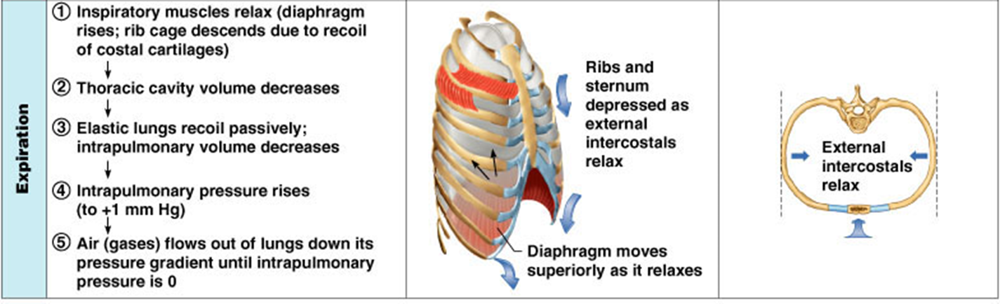 Expiration
① Inspiratory muscles relax (diaphragm
rises; rib cage descends due to recoil
of costal cartilages)
② Thoracic cavity volume decreases
③ Elastic lungs recoil passively;
intrapulmonary volume decreases
④ Intrapulmonary pressure rises
(to +1 mm Hg)
⑤ Air (gases) flows out of lungs down its
pressure gradient until intrapulmonary
pressure is 0
Ribs and
sternum
depressed as
external
intercostals
relax
Diaphragm moves
superiorly as it relaxes
External
intercostals
relax